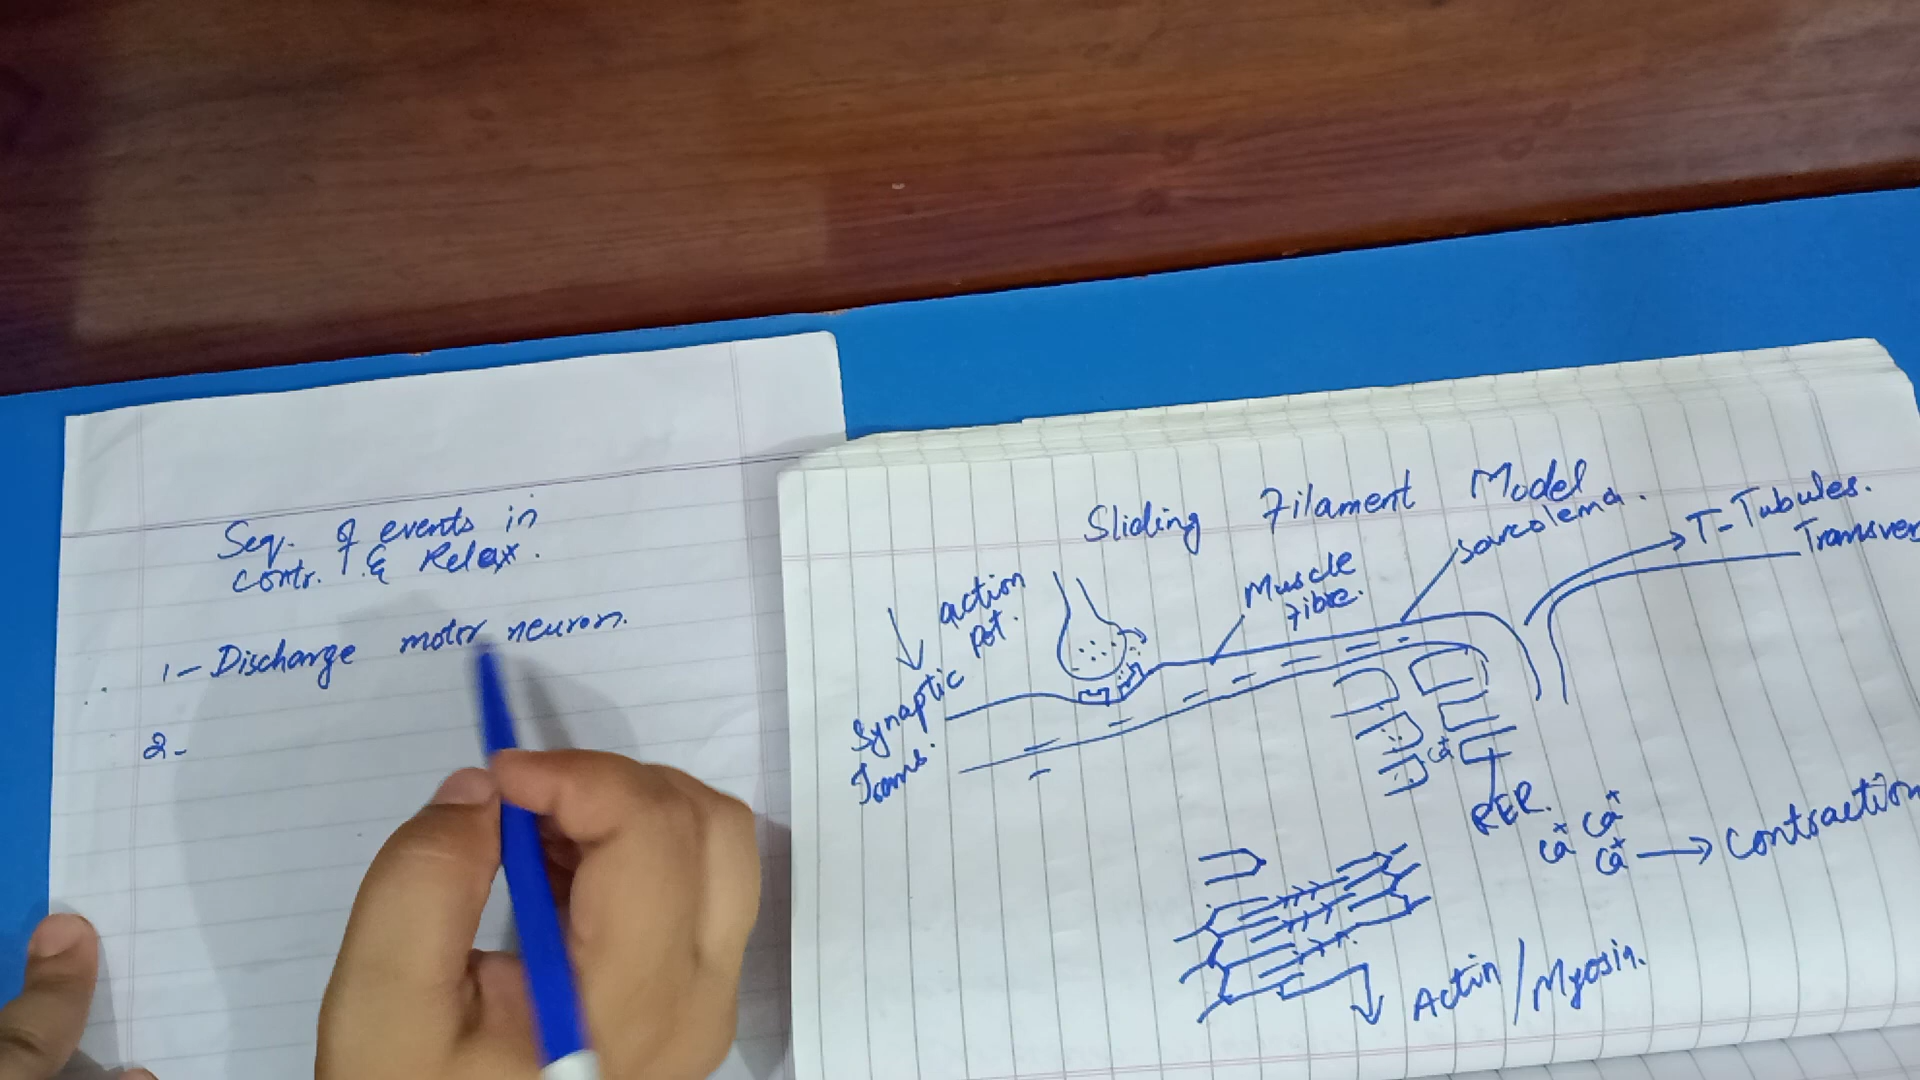 Seq. of events in
contr. & Relax.
1- Discharge motor neuron.
2-
Sliding Filament Model
action
Pot.
Synaptic
Trans.
Muscle
Fibre.
Sarcolema.
T-Tubules.
Transver
Ca+
RER.
Ca+ Ca+
Ca+ → Contraction
Actin / Myosin.